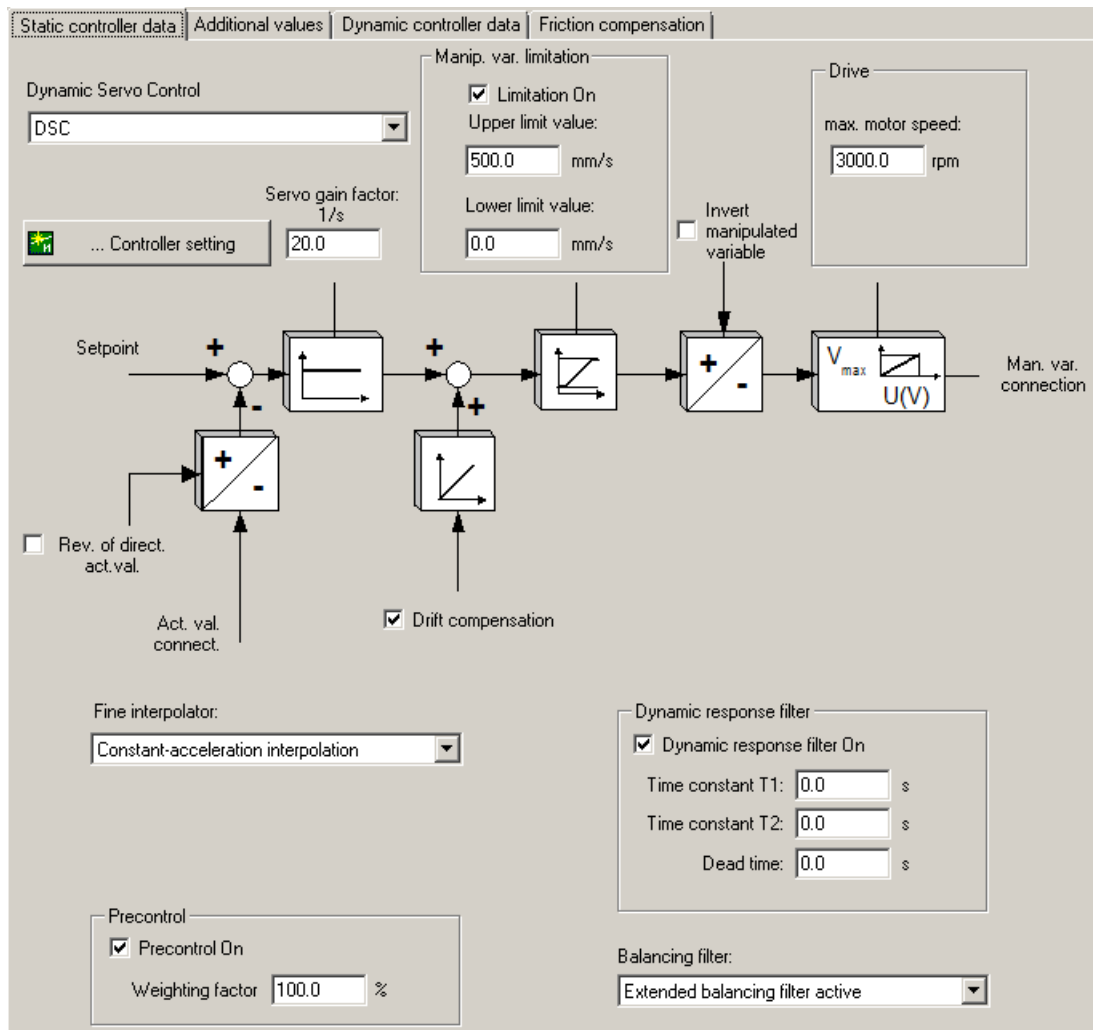 Static controller data Additional values Dynamic controller data Friction compensation
Manip. var. limitation
Drive
Dynamic Servo Control
DSC
Limitation On
Upper limit value:
500.0 mm/s
max. motor speed:
3000.0 rpm
Servo gain factor:
1/s
... Controller setting
20.0
Lower limit value:
0.0 mm/s
Invert
manipulated
variable
Setpoint
+
-
+
+
+
-
V max
U(V)
Man. var.
connection
+
-
Rev. of direct.
act.val.
Act. val.
connect.
Drift compensation
Fine interpolator:
Constant-acceleration interpolation
Dynamic response filter
Dynamic response filter On
Time constant T1: 0.0 s
Time constant T2: 0.0 s
Dead time: 0.0 s
Precontrol
Precontrol On
Weighting factor 100.0 %
Balancing filter:
Extended balancing filter active